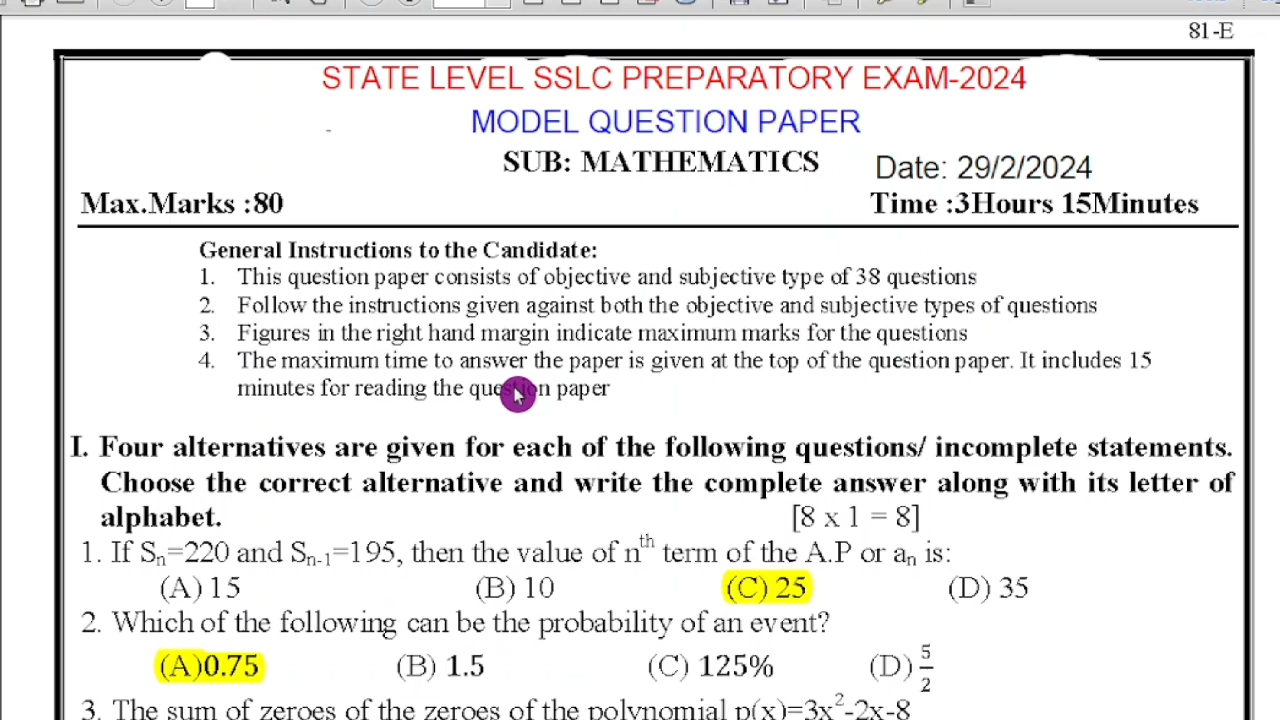 81-E
STATE LEVEL SSLC PREPARATORY EXAM-2024
MODEL QUESTION PAPER
SUB: MATHEMATICS
Date: 29/2/2024
Max.Marks :80
Time :3Hours 15Minutes
General Instructions to the Candidate:
1. This question paper consists of objective and subjective type of 38 questions
2. Follow the instructions given against both the objective and subjective types of questions
3. Figures in the right hand margin indicate maximum marks for the questions
4. The maximum time to answer the paper is given at the top of the question paper. It includes 15
minutes for reading the question paper
I. Four alternatives are given for each of the following questions/ incomplete statements.
Choose the correct alternative and write the complete answer along with its letter of
alphabet. [8 x 1 = 8]
1. If Sₙ=220 and Sₙ₋₁=195, then the value of nᵗʰ term of the A.P or aₙ is:
(A) 15 (B) 10 (C) 25 (D) 35
2. Which of the following can be the probability of an event?
(A)0.75 (B) 1.5 (C) 125% (D) 5/2
3. The sum of zeroes of the zeroes of the polynomial p(x)=3x²-2x-8